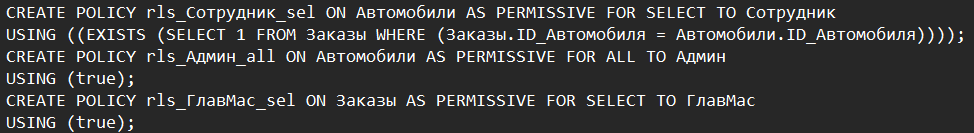 CREATE POLICY rls_Сотрудник_sel ON Автомобили AS PERMISSIVE FOR SELECT TO Сотрудник
USING ((EXISTS (SELECT 1 FROM Заказы WHERE (Заказы.ID_Автомобиля = Автомобили.ID_Автомобиля))));
CREATE POLICY rls_Админ_all ON Автомобили AS PERMISSIVE FOR ALL TO Админ
USING (true);
CREATE POLICY rls_ГлавМас_sel ON Заказы AS PERMISSIVE FOR SELECT TO ГлавМас
USING (true);